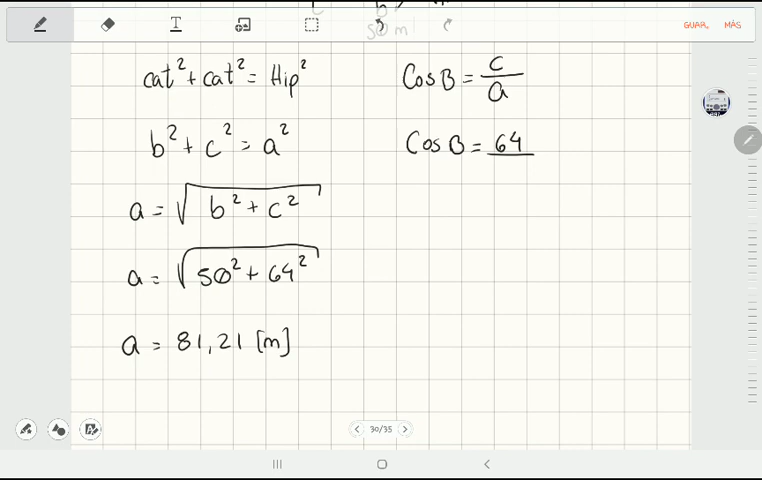 50 m
GUAR. MÁS
cat² + cat² = Hip²
b² + c² = a²
a = √b² + c²
a = √50² + 64²
a = 81,21 [m]
Cos B = c/a
Cos B = 64
30/35